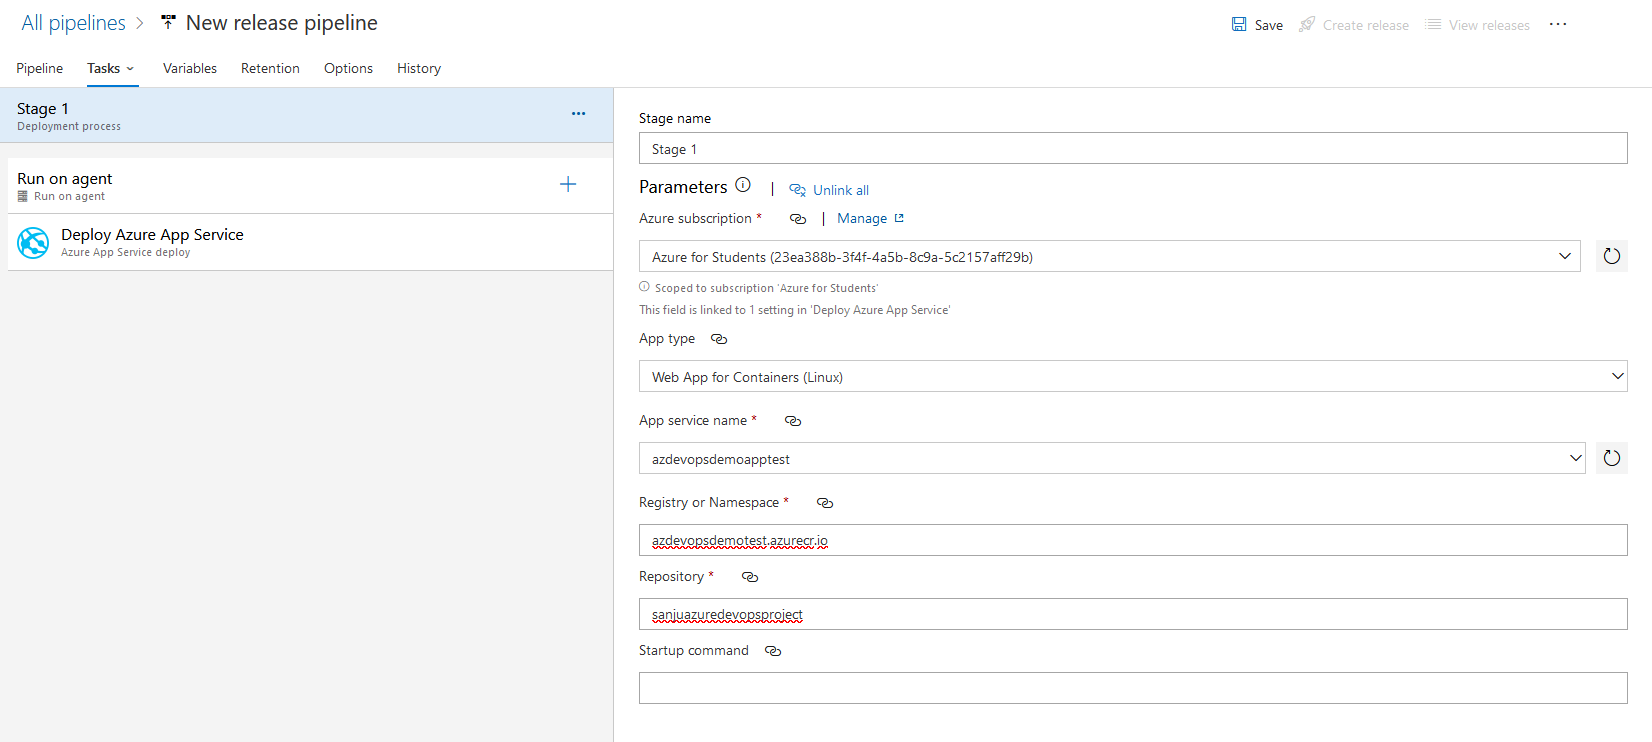 All pipelines > New release pipeline
Save Create release View releases ...
Pipeline Tasks Variables Retention Options History
Stage 1
Deployment process
Run on agent
Run on agent
Deploy Azure App Service
Azure App Service deploy
Stage name
Stage 1
Parameters | Unlink all
Azure subscription * | Manage
Azure for Students (23ea388b-3f4f-4a5b-8c9a-5c2157aff29b)
Scoped to subscription 'Azure for Students'
This field is linked to 1 setting in 'Deploy Azure App Service'
App type
Web App for Containers (Linux)
App service name *
azdevopsdemoapptest
Registry or Namespace *
azdevopsdemotest.azurecr.io
Repository *
sanjuazuredevopsproject
Startup command